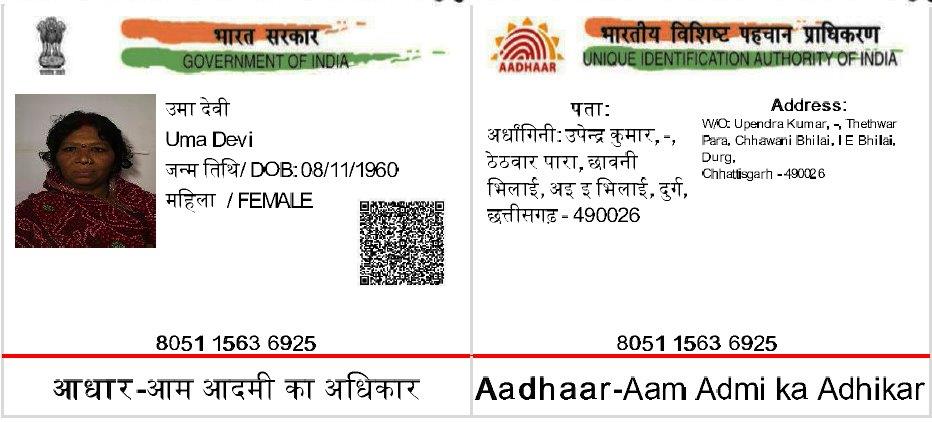 भारत सरकार
GOVERNMENT OF INDIA
उमा देवी
Uma Devi
जन्म तिथि/ DOB: 08/11/1960
महिला / FEMALE
8051 1563 6925
आधार -आम आदमी का अधिकार
AADHAAR
भारतीय विशिष्ट पहचान प्राधिकरण
UNIQUE IDENTIFICATION AUTHORITY OF INDIA
पता:
अर्धांगिनी: उपेन्द्र कुमार, -,
ठेठवार पारा, छावनी
भिलाई, अइ इ भिलाई, दुर्ग,
छत्तीसगढ़ - 490026
Address:
W/O: Upendra Kumar, -, Thethwar
Para, Chhawani Bhilai, I E Bhilai,
Durg,
Chhattisgarh - 490026
8051 1563 6925
Aadhaar-Aam Admi ka Adhikar